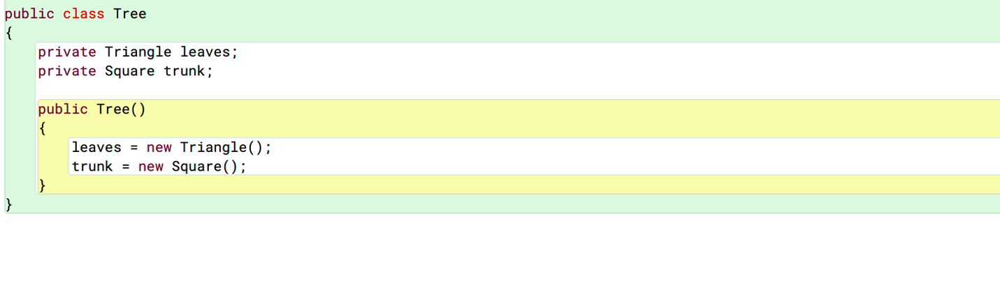 public class Tree
{
    private Triangle leaves;
    private Square trunk;

    public Tree()
    {
        leaves = new Triangle();
        trunk = new Square();
    }
}